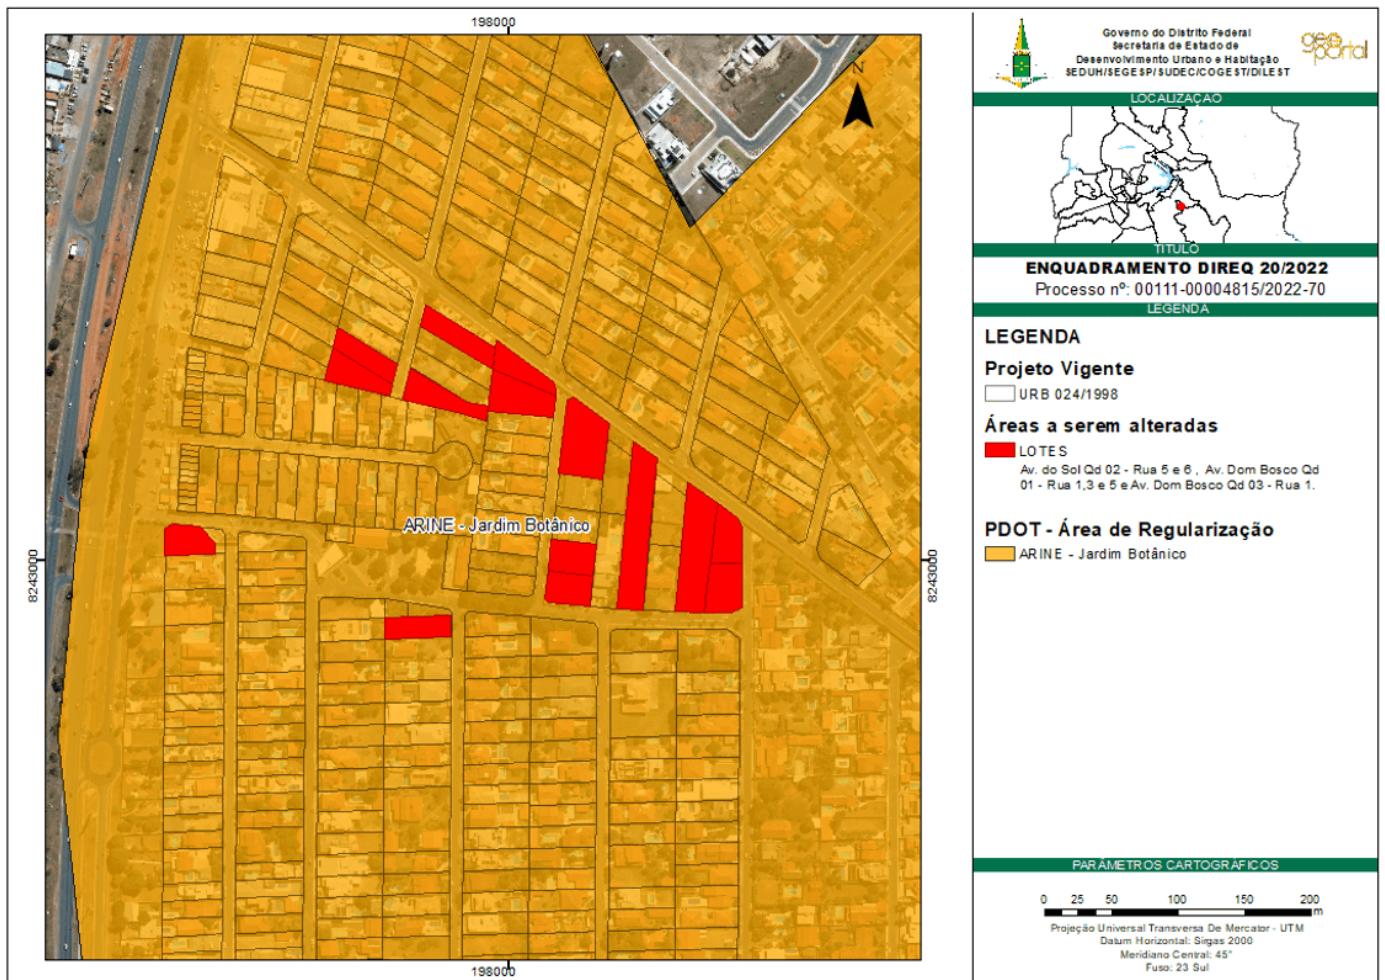 198000
N
8243000
8243000
ARINE - Jardim Botânico
198000
Governo do Distrito Federal
Secretaria de Estado de
Desenvolvimento Urbano e Habitação
SEDUH/SEGESP/SUDEC/COGEST/DILEST
geo
portal
LOCALIZAÇÃO
TITULO
ENQUADRAMENTO DIREQ 20/2022
Processo nº: 00111-00004815/2022-70
LEGENDA
LEGENDA
Projeto Vigente
URB 024/1998
Áreas a serem alteradas
LOTES
Av. do Sol Qd 02 - Rua 5 e 6 , Av. Dom Bosco Qd
01 - Rua 1,3 e 5 e Av. Dom Bosco Qd 03 - Rua 1.
PDOT - Área de Regularização
ARINE - Jardim Botânico
PARÂMETROS CARTOGRÁFICOS
0 25 50 100 150 200
m
Projeção Universal Transversa De Mercator - UTM
Datum Horizontal: Sirgas 2000
Meridiano Central: 45°
Fuso: 23 Sul